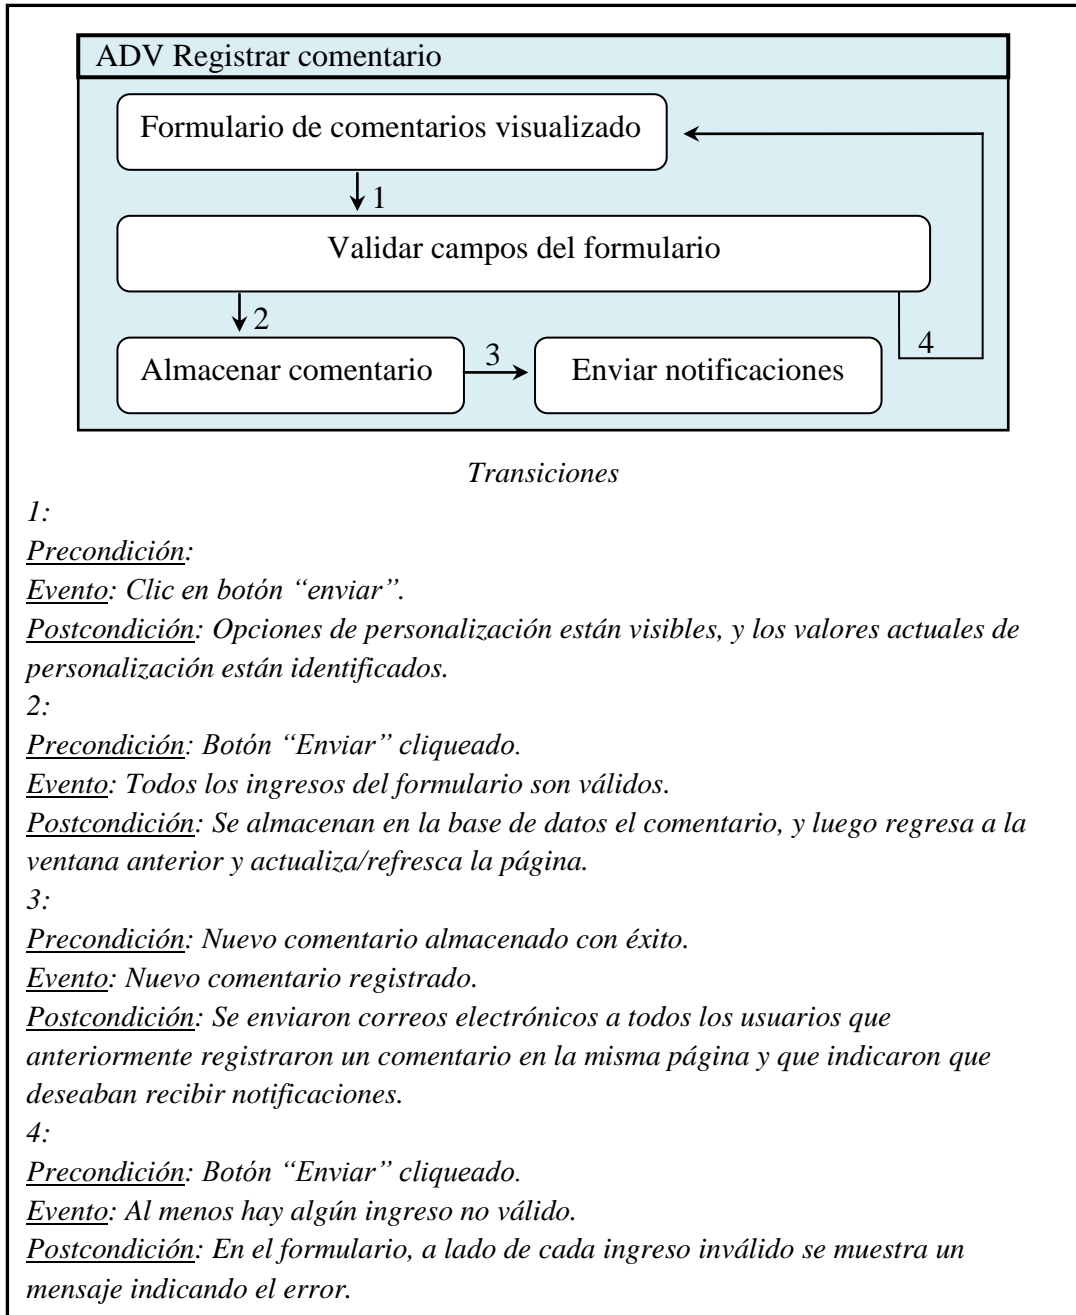 ADV Registrar comentario
Formulario de comentarios visualizado
1
Validar campos del formulario
2
4
Almacenar comentario
3
Enviar notificaciones
Transiciones
1:
Precondición:
Evento: Clic en botón “enviar”.
Postcondición: Opciones de personalización están visibles, y los valores actuales de
personalización están identificados.
2:
Precondición: Botón “Enviar” cliqueado.
Evento: Todos los ingresos del formulario son válidos.
Postcondición: Se almacenan en la base de datos el comentario, y luego regresa a la
ventana anterior y actualiza/refresca la página.
3:
Precondición: Nuevo comentario almacenado con éxito.
Evento: Nuevo comentario registrado.
Postcondición: Se enviaron correos electrónicos a todos los usuarios que
anteriormente registraron un comentario en la misma página y que indicaron que
deseaban recibir notificaciones.
4:
Precondición: Botón “Enviar” cliqueado.
Evento: Al menos hay algún ingreso no válido.
Postcondición: En el formulario, a lado de cada ingreso inválido se muestra un
mensaje indicando el error.